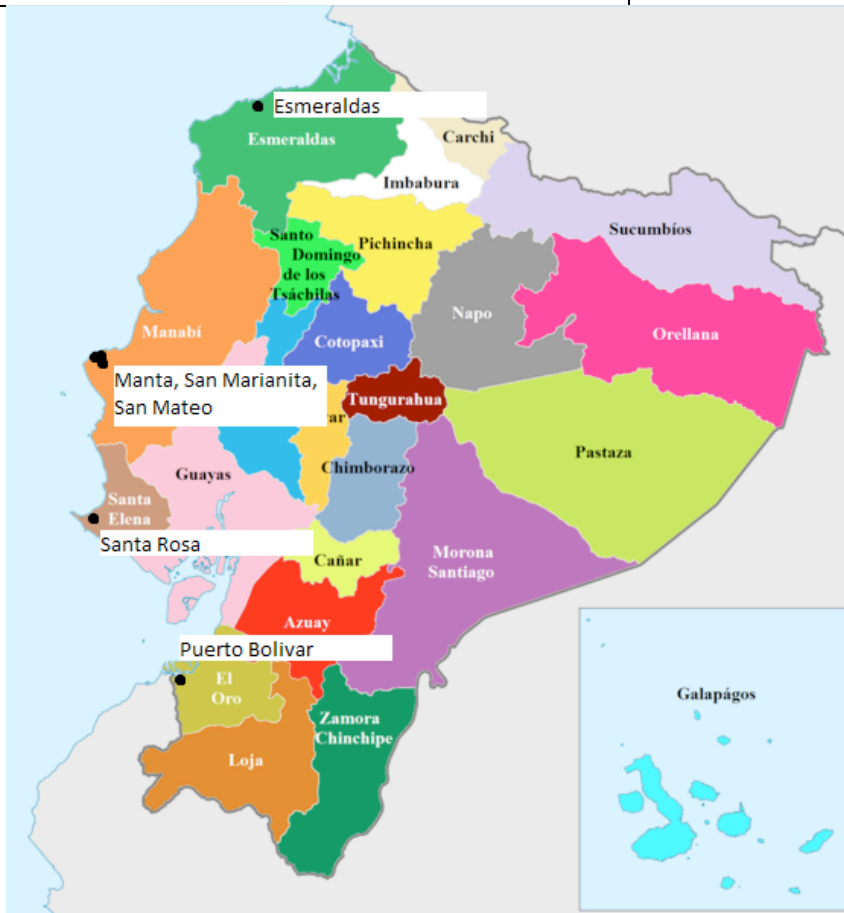 Esmeraldas
Esmeraldas
Carchi
Imbabura
Sucumbíos
Pichincha
Santo
Domingo
de los
Tsáchilas
Napo
Orellana
Manabí
Cotopaxi
Manta, San Marianita,
San Mateo
Tungurahua
Pastaza
Guayas
Chimborazo
Santa
Elena
Santa Rosa
Cañar
Morona
Santiago
Azuay
Puerto Bolivar
El
Oro
Zamora
Chinchipe
Loja
Galapágos